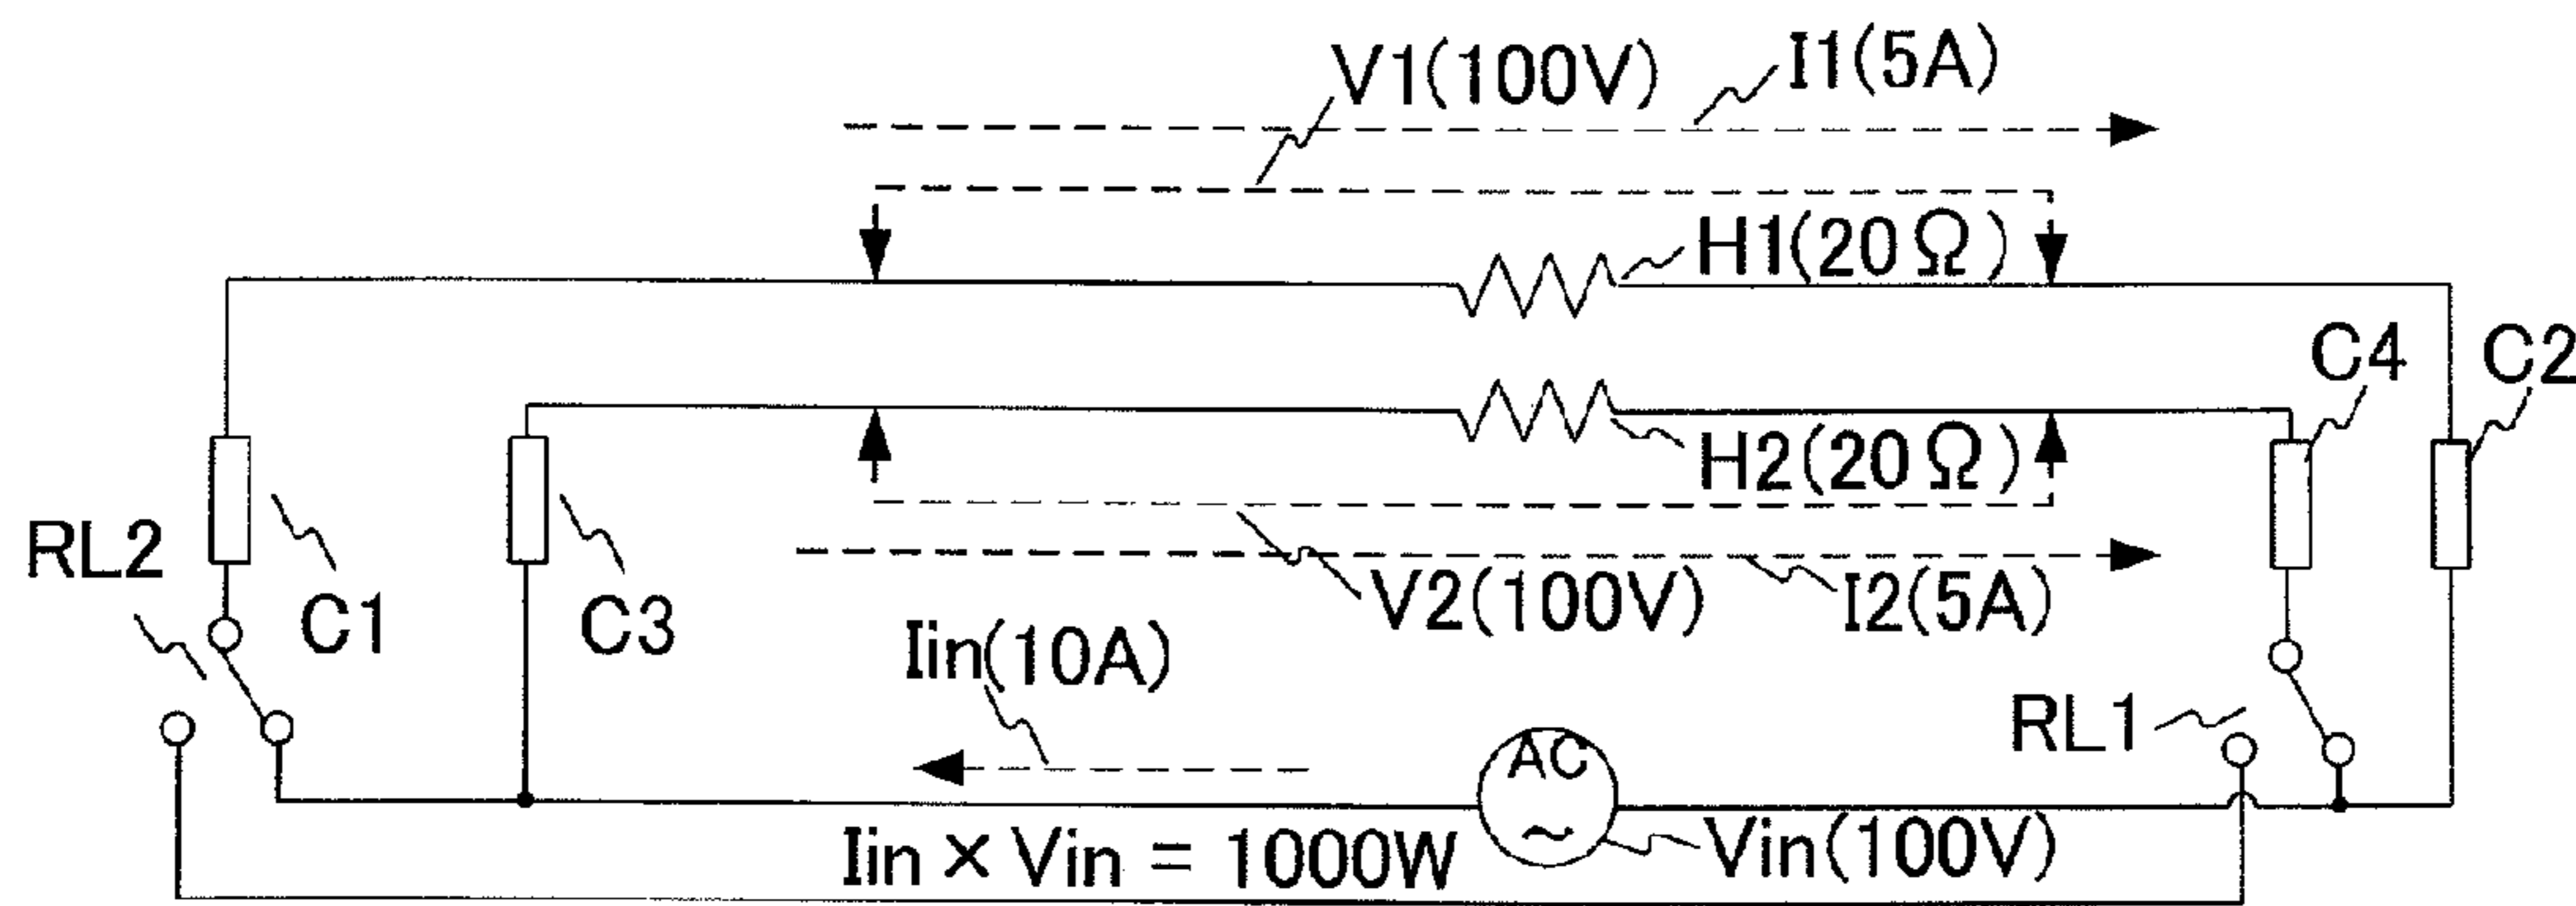 V1(100V) I1(5A)
H1(20Ω)
C4 C2
H2(20Ω)
RL2
C1 C3 V2(100V) I2(5A)
Iin(10A)
RL1
AC
~
Iin × Vin = 1000W Vin(100V)